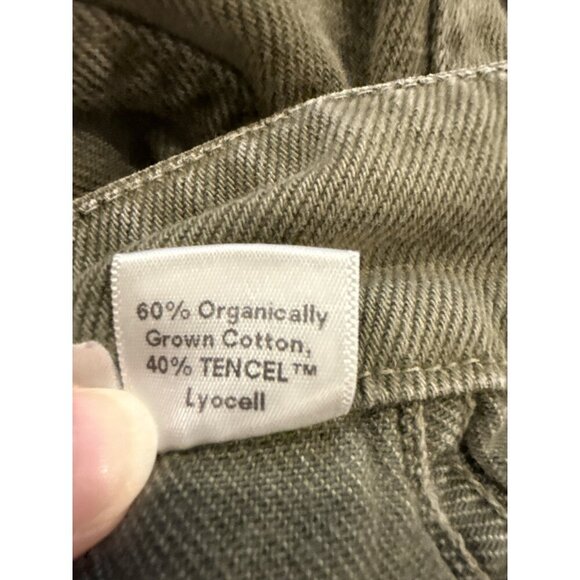 60% Organically
Grown Cotton,
40% TENCEL™
Lyocell